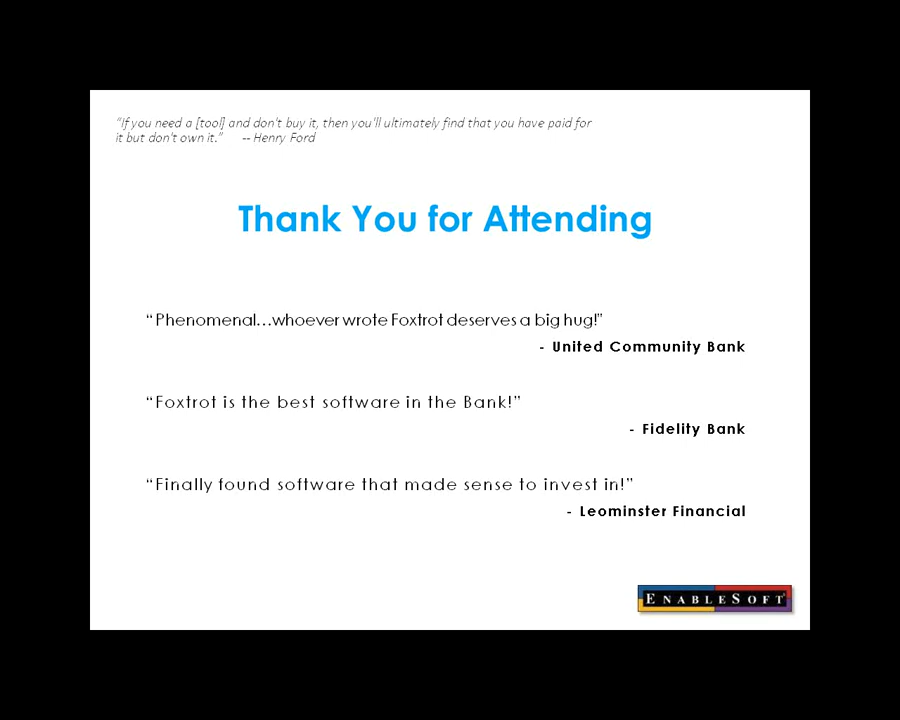 "If you need a [tool] and don't buy it, then you'll ultimately find that you have paid for
it but don't own it." -- Henry Ford
Thank You for Attending
“Phenomenal…whoever wrote Foxtrot deserves a big hug!”
- United Community Bank
“Foxtrot is the best software in the Bank!”
- Fidelity Bank
“Finally found software that made sense to invest in!”
- Leominster Financial
ENABLESOFT